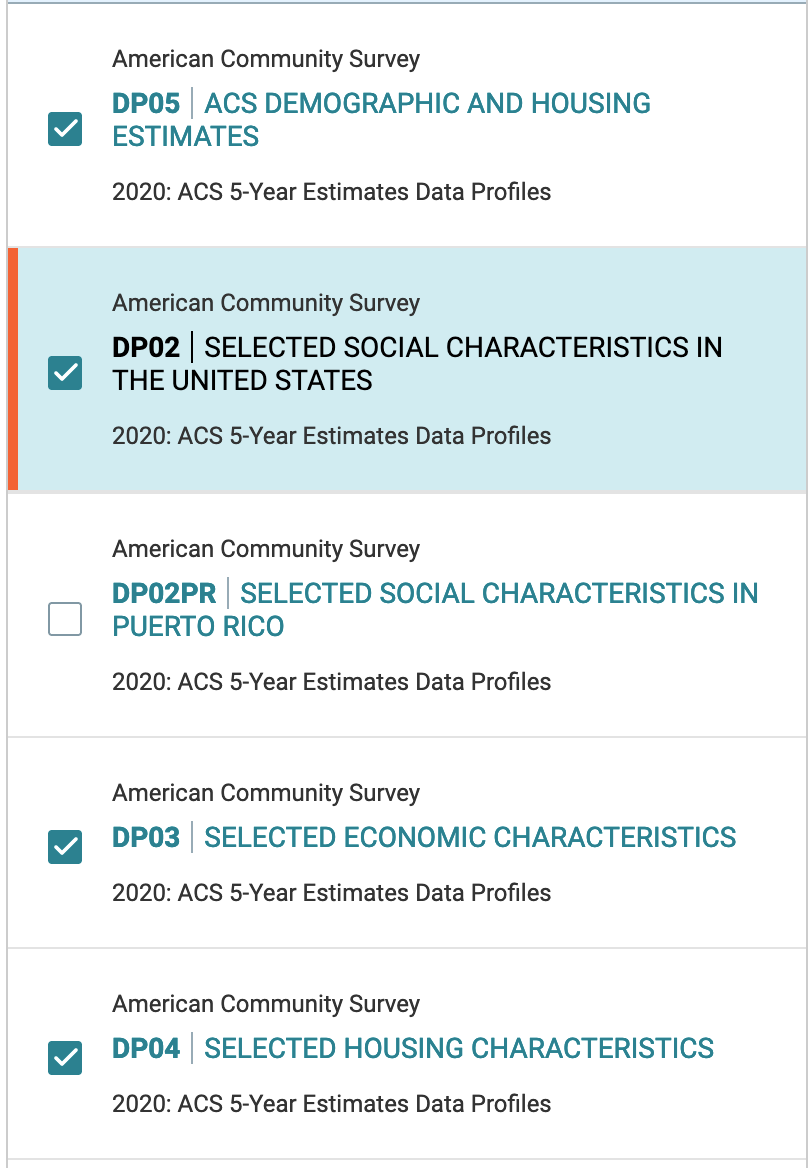 American Community Survey
DP05 | ACS DEMOGRAPHIC AND HOUSING
ESTIMATES
2020: ACS 5-Year Estimates Data Profiles
American Community Survey
DP02 | SELECTED SOCIAL CHARACTERISTICS IN
THE UNITED STATES
2020: ACS 5-Year Estimates Data Profiles
American Community Survey
DP02PR | SELECTED SOCIAL CHARACTERISTICS IN
PUERTO RICO
2020: ACS 5-Year Estimates Data Profiles
American Community Survey
DP03 | SELECTED ECONOMIC CHARACTERISTICS
2020: ACS 5-Year Estimates Data Profiles
American Community Survey
DP04 | SELECTED HOUSING CHARACTERISTICS
2020: ACS 5-Year Estimates Data Profiles